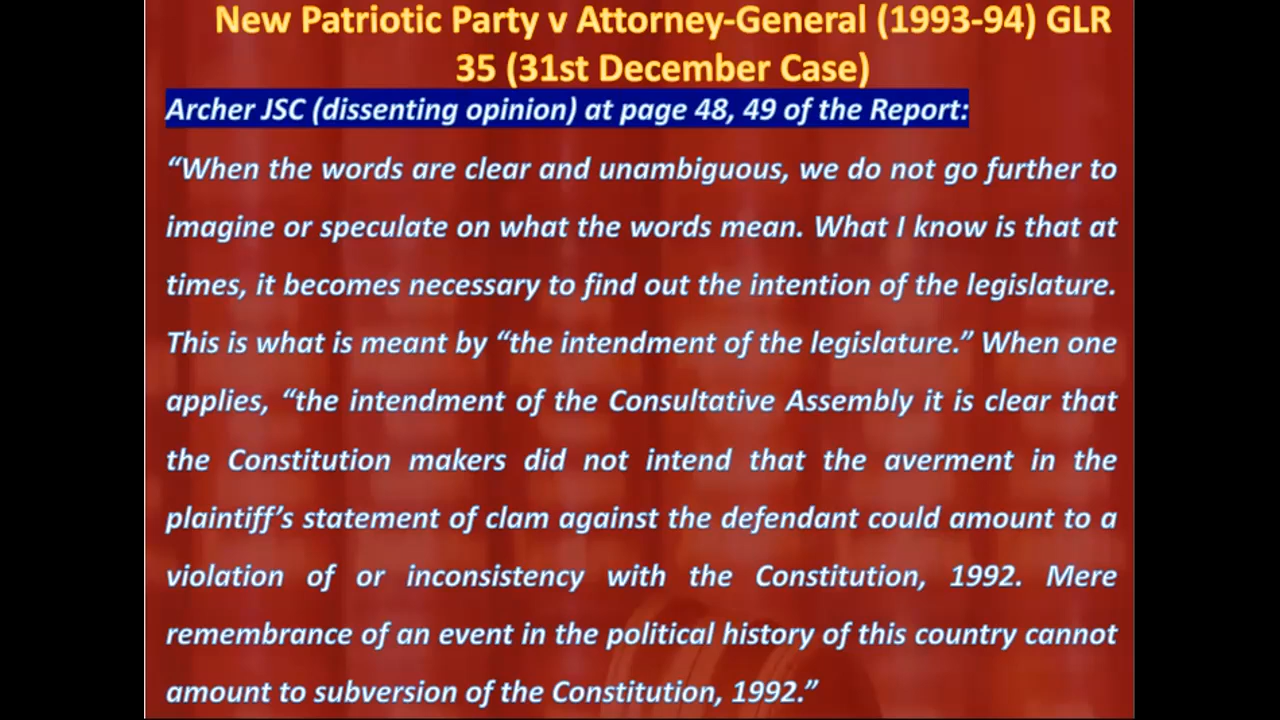 New Patriotic Party v Attorney-General (1993-94) GLR
35 (31st December Case)
Archer JSC (dissenting opinion) at page 48, 49 of the Report:
“When the words are clear and unambiguous, we do not go further to
imagine or speculate on what the words mean. What I know is that at
times, it becomes necessary to find out the intention of the legislature.
This is what is meant by “the intendment of the legislature.” When one
applies, “the intendment of the Consultative Assembly it is clear that
the Constitution makers did not intend that the averment in the
plaintiff’s statement of clam against the defendant could amount to a
violation of or inconsistency with the Constitution, 1992. Mere
remembrance of an event in the political history of this country cannot
amount to subversion of the Constitution, 1992.”